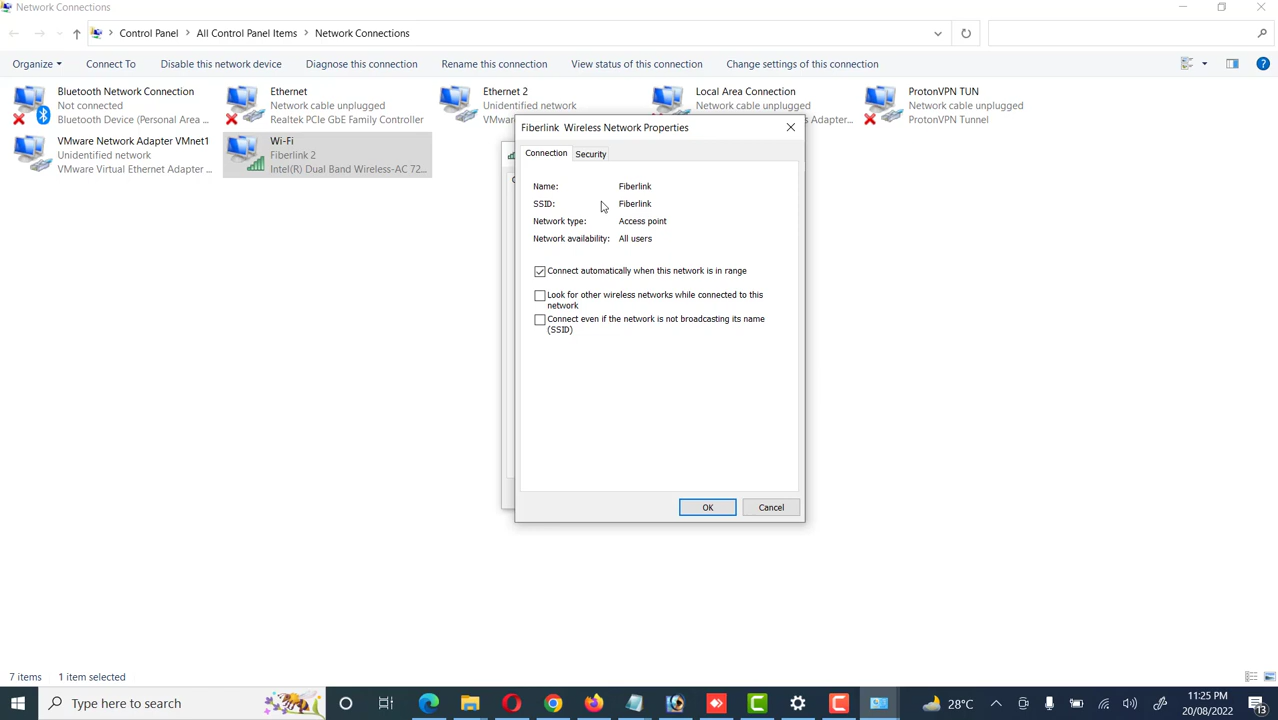 Network Connections
Control Panel > All Control Panel Items > Network Connections
Organize Connect To Disable this network device Diagnose this connection Rename this connection View status of this connection Change settings of this connection
Bluetooth Network Connection
Not connected
Bluetooth Device (Personal Area ...
Ethernet
Network cable unplugged
Realtek PCIe GbE Family Controller
Ethernet 2
Unidentified network
VMwa
Local Area Connection
Network cable unplugged
Adapter...
ProtonVPN TUN
Network cable unplugged
ProtonVPN Tunnel
VMware Network Adapter VMnet1
Unidentified network
VMware Virtual Ethernet Adapter ...
Wi-Fi
Fiberlink 2
Intel(R) Dual Band Wireless-AC 72...
Fiberlink Wireless Network Properties
Connection Security
Name: Fiberlink
SSID: Fiberlink
Network type: Access point
Network availability: All users
Connect automatically when this network is in range
Look for other wireless networks while connected to this
network
Connect even if the network is not broadcasting its name
(SSID)
OK Cancel
7 items 1 item selected
Type here to search
28°C
11:25 PM
20/08/2022
13